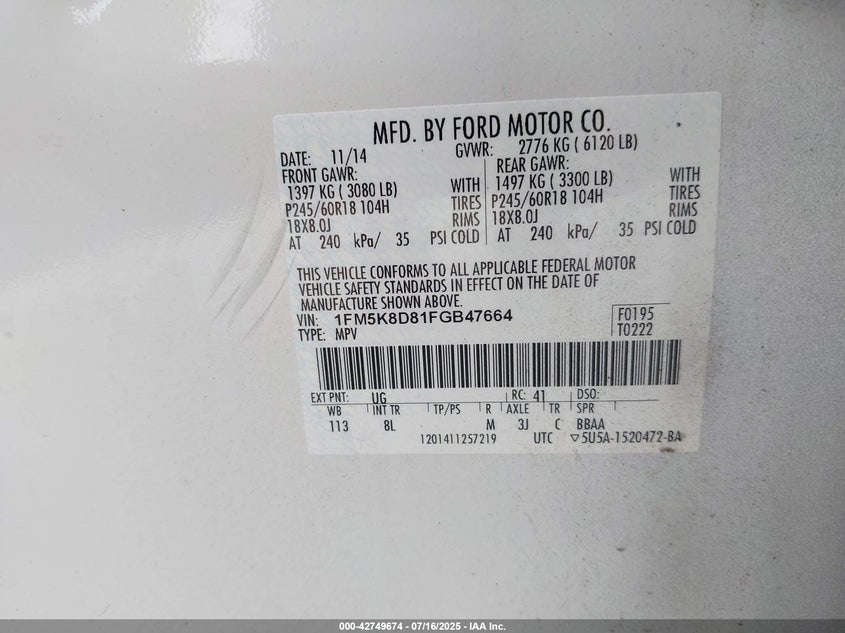 MFD. BY FORD MOTOR CO.
DATE: 11/14 GVWR: 2776 KG ( 6120 LB)
FRONT GAWR: REAR GAWR:
1397 KG ( 3080 LB) WITH 1497 KG ( 3300 LB) WITH
P245/60R18 104H TIRES P245/60R18 104H TIRES
18X8.0J RIMS 18X8.0J RIMS
AT 240 kPa/ 35 PSI COLD AT 240 kPa/ 35 PSI COLD
THIS VEHICLE CONFORMS TO ALL APPLICABLE FEDERAL MOTOR
VEHICLE SAFETY STANDARDS IN EFFECT ON THE DATE OF
MANUFACTURE SHOWN ABOVE.
VIN: 1FM5K8D81FGB47664 F0195
TYPE: MPV T0222
EXT PNT: UG RC: 41 DSO:
WB INT TR TP/PS R AXLE TR SPR
113 8L M 3J C BBAA
1201411257219 UTC ▽5U5A-1520472-BA
000-42749674 - 07/16/2025 - IAA Inc.